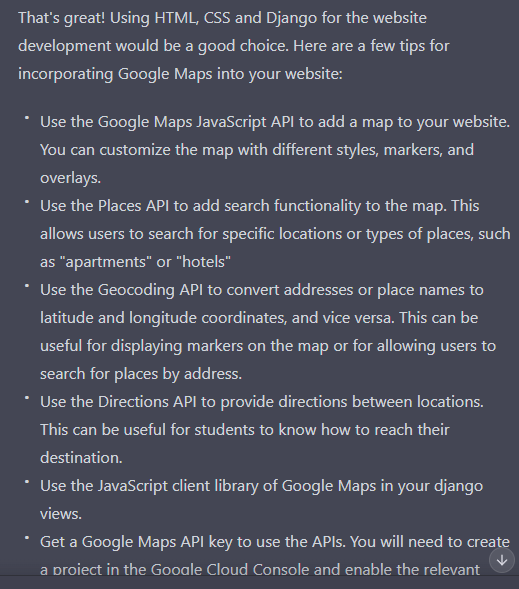 That's great! Using HTML, CSS and Django for the website
development would be a good choice. Here are a few tips for
incorporating Google Maps into your website:
• Use the Google Maps JavaScript API to add a map to your website.
You can customize the map with different styles, markers, and
overlays.
• Use the Places API to add search functionality to the map. This
allows users to search for specific locations or types of places, such
as "apartments" or "hotels"
• Use the Geocoding API to convert addresses or place names to
latitude and longitude coordinates, and vice versa. This can be
useful for displaying markers on the map or for allowing users to
search for places by address.
• Use the Directions API to provide directions between locations.
This can be useful for students to know how to reach their
destination.
• Use the JavaScript client library of Google Maps in your django
views.
• Get a Google Maps API key to use the APIs. You will need to create
a project in the Google Cloud Console and enable the relevant